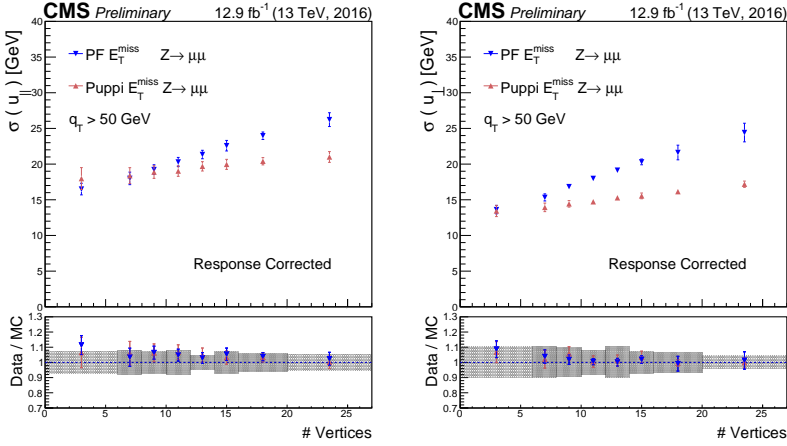 CMS Preliminary 12.9 fb⁻¹ (13 TeV, 2016)
σ ( u_∥ ) [GeV]
40
35
30
25
20
15
10
5
0
PF E_T^miss Z→ μμ
Puppi E_T^miss Z→ μμ
q_T > 50 GeV
Response Corrected
Data / MC
1.3
1.2
1.1
1
0.9
0.8
0.7
0 5 10 15 20 25
# Vertices
CMS Preliminary 12.9 fb⁻¹ (13 TeV, 2016)
σ ( u_⊥ ) [GeV]
40
35
30
25
20
15
10
5
0
PF E_T^miss Z→ μμ
Puppi E_T^miss Z→ μμ
q_T > 50 GeV
Response Corrected
Data / MC
1.3
1.2
1.1
1
0.9
0.8
0.7
0 5 10 15 20 25
# Vertices